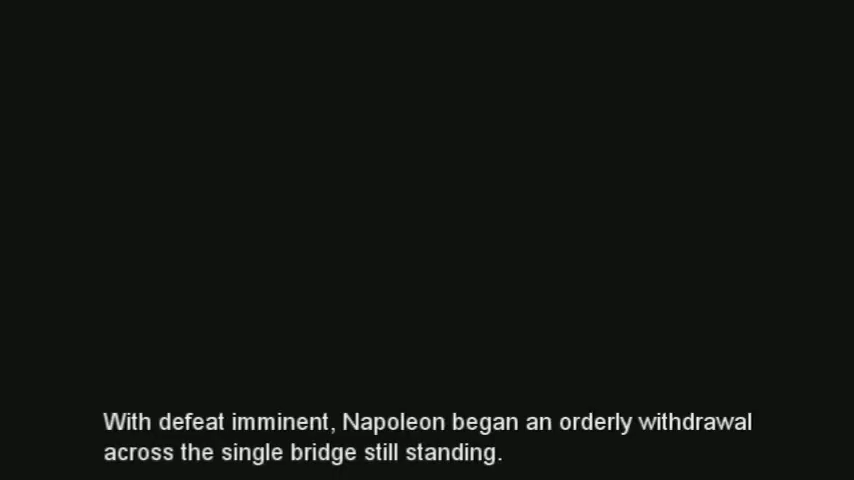 With defeat imminent, Napoleon began an orderly withdrawal
across the single bridge still standing.